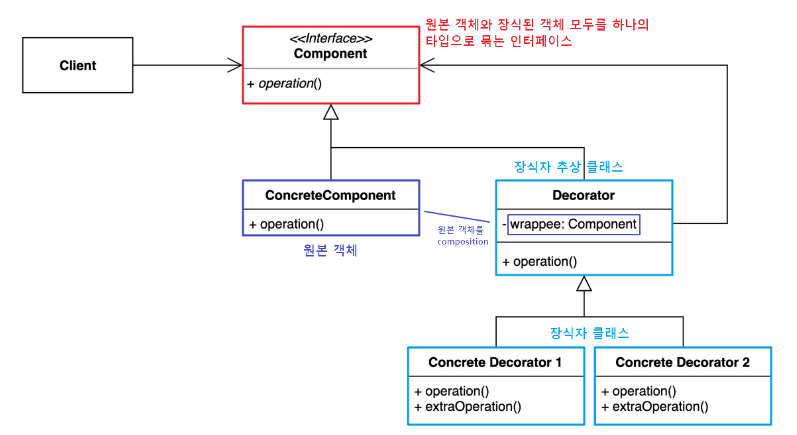 원본 객체와 장식된 객체 모두를 하나의
타입으로 묶는 인터페이스
<<Interface>>
Component
+ operation()
Client
장식자 추상 클래스
ConcreteComponent
+ operation()
원본 객체
원본 객체를
composition
Decorator
- wrappee: Component
+ operation()
장식자 클래스
Concrete Decorator 1
+ operation()
+ extraOperation()
Concrete Decorator 2
+ operation()
+ extraOperation()